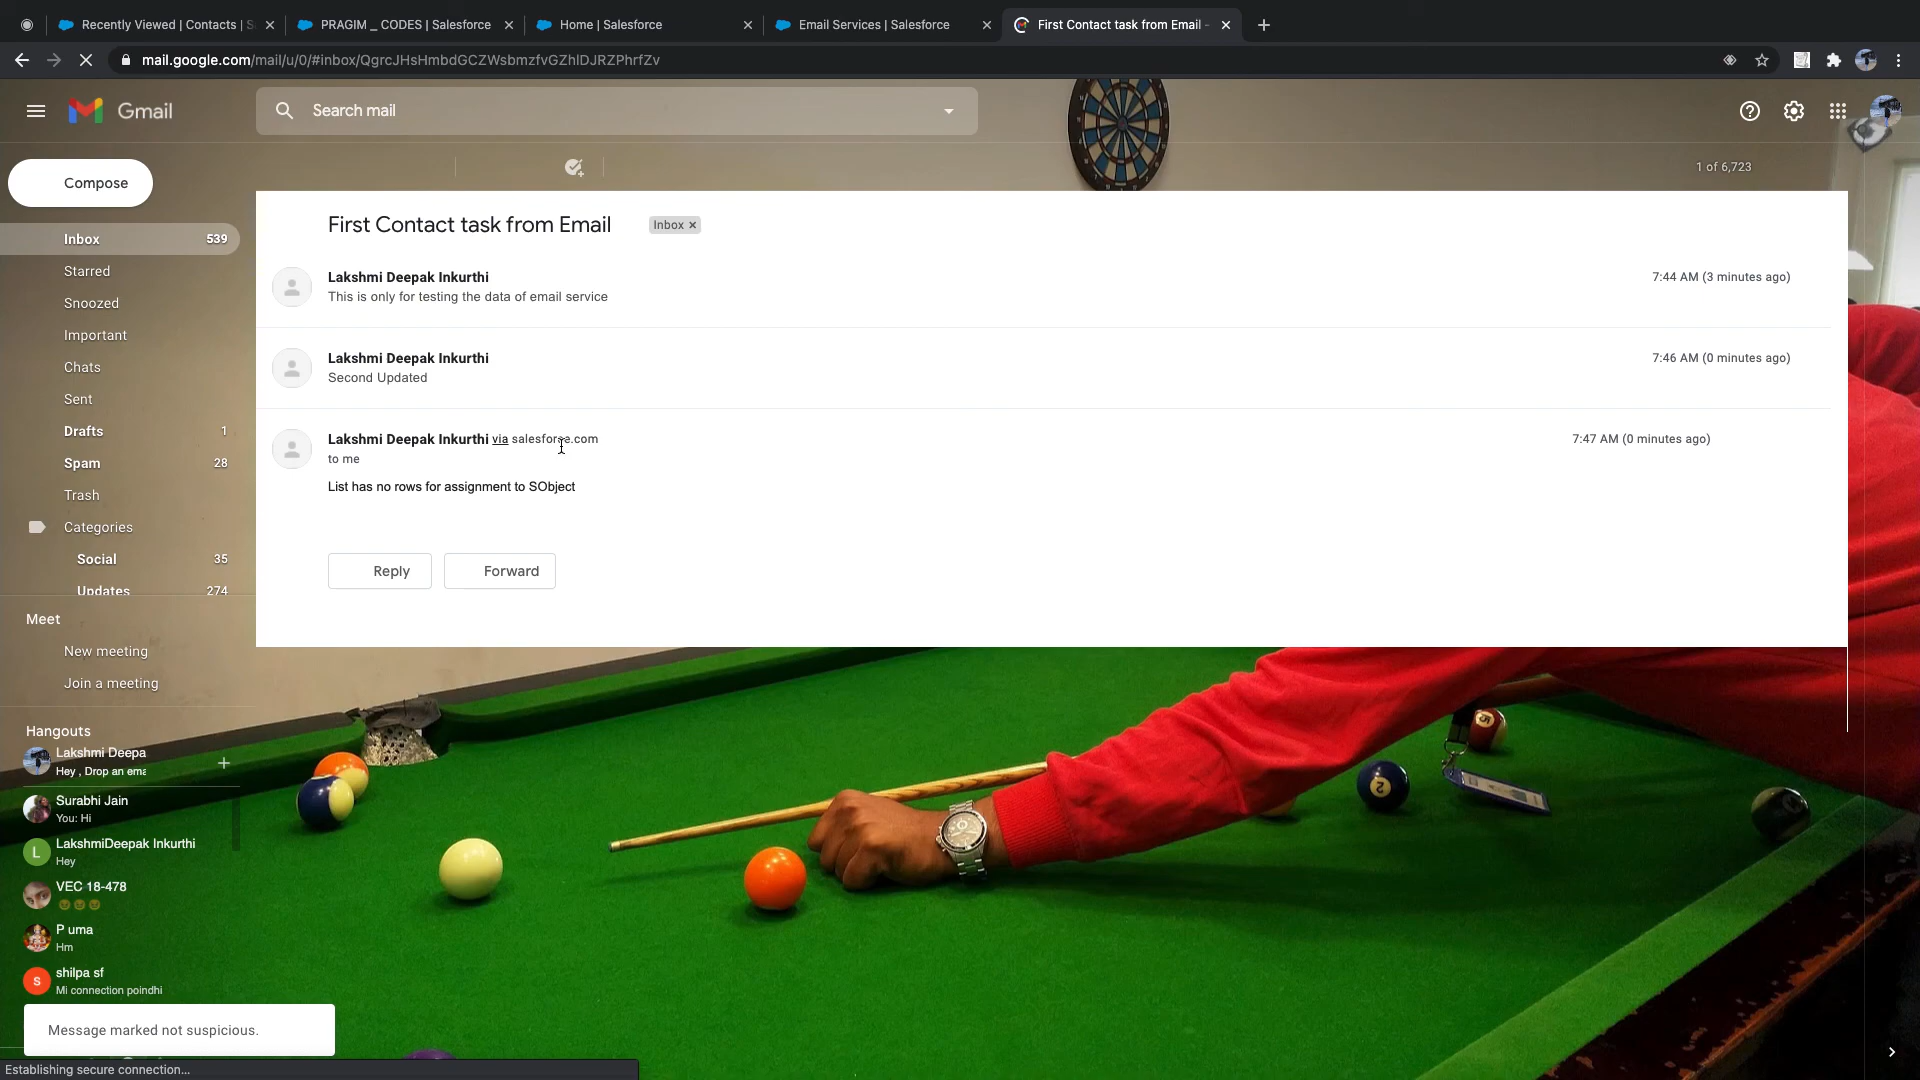 Recently Viewed | Contacts | S
PRAGIM _ CODES | Salesforce
Home | Salesforce
Email Services | Salesforce
First Contact task from Email -
mail.google.com/mail/u/0/#inbox/QgrcJHsHmbdGCZWsbmzfvGZhlDJRZPhrfZv
Gmail
Search mail
Compose
1 of 6,723
First Contact task from Email
Inbox ×
Inbox 539
Starred
Snoozed
Important
Chats
Sent
Drafts 1
Spam 28
Trash
Categories
Social 35
Updates 274
Lakshmi Deepak Inkurthi
7:44 AM (3 minutes ago)
This is only for testing the data of email service
Lakshmi Deepak Inkurthi
7:46 AM (0 minutes ago)
Second Updated
Lakshmi Deepak Inkurthi via salesforce.com
7:47 AM (0 minutes ago)
to me
List has no rows for assignment to SObject
Reply
Forward
Meet
New meeting
Join a meeting
Hangouts
Lakshmi Deepa
Hey , Drop an ema
Surabhi Jain
You: Hi
L
LakshmiDeepak Inkurthi
Hey
VEC 18-478
P uma
Hm
S
shilpa sf
Mi connection poindhi
Message marked not suspicious.
Establishing secure connection...
2